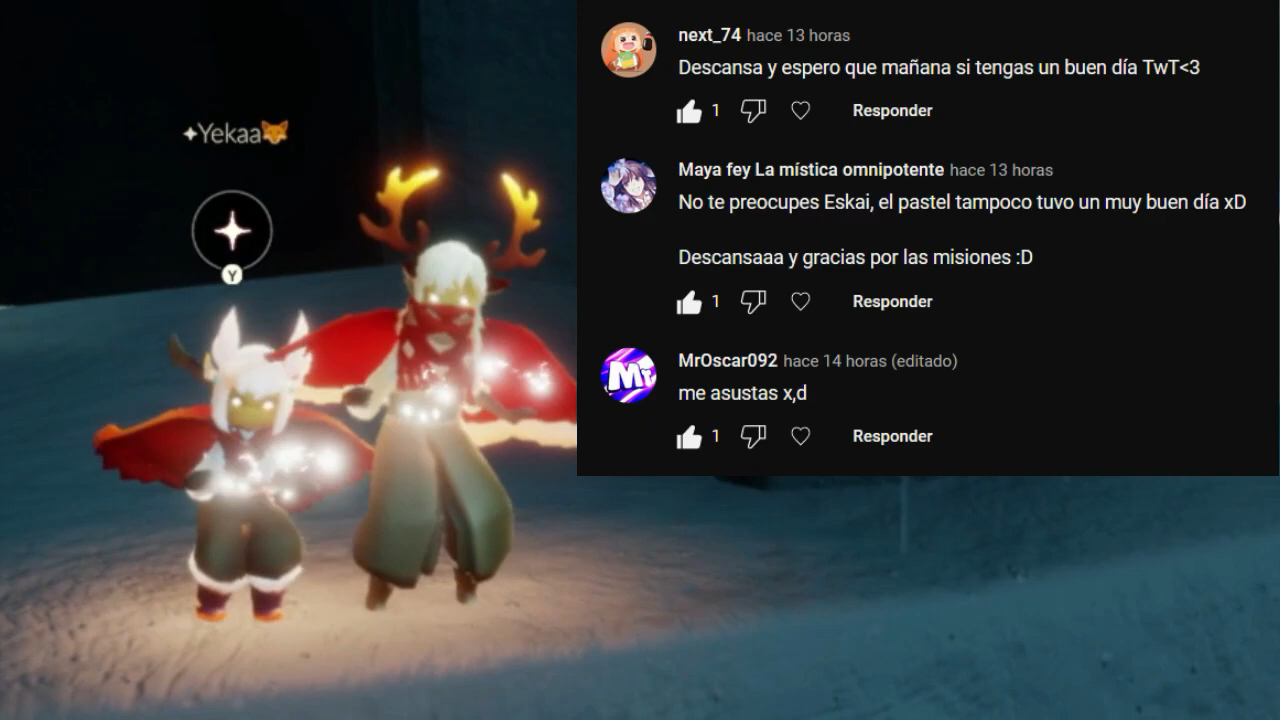 ✦Yekaa🦊
Y
next_74 hace 13 horas
Descansa y espero que mañana si tengas un buen día TwT<3
1 Responder
Maya fey La mística omnipotente hace 13 horas
No te preocupes Eskai, el pastel tampoco tuvo un muy buen día xD
Descansaaa y gracias por las misiones :D
1 Responder
Mr
MrOscar092 hace 14 horas (editado)
me asustas x,d
1 Responder